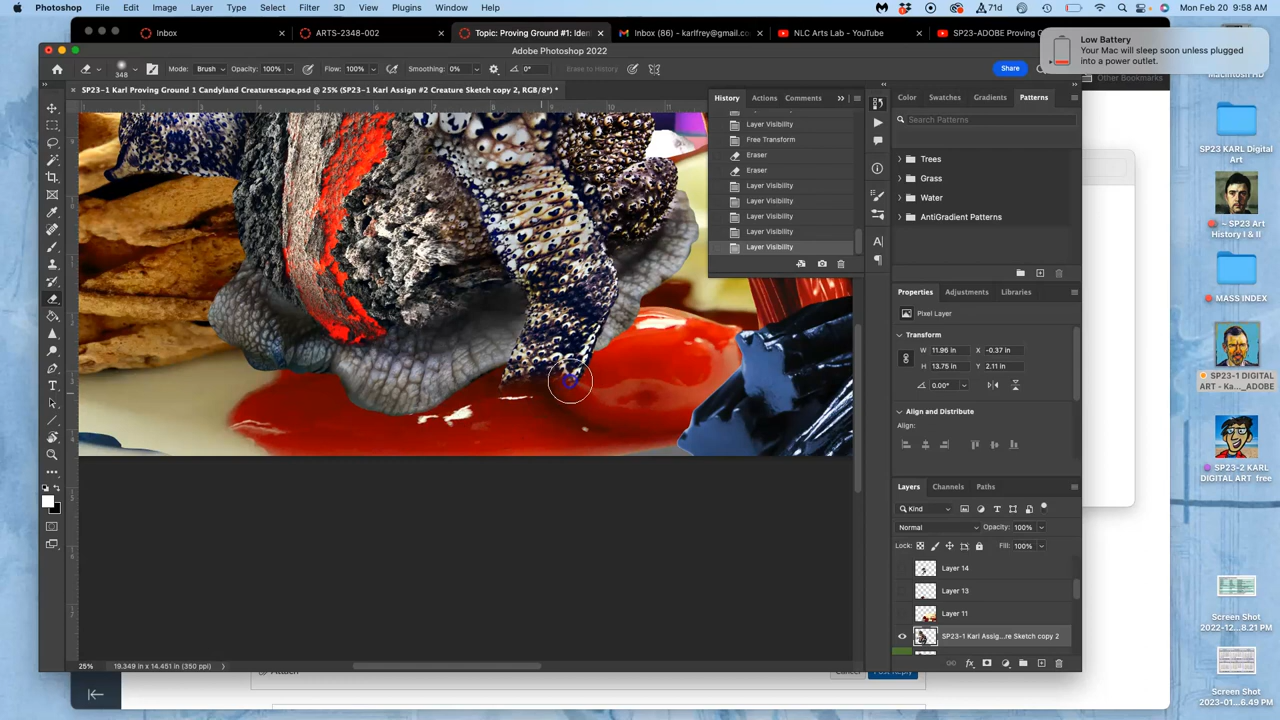 Photoshop File Edit Image Layer Type Select Filter 3D View Plugins Window Help 71d Mon Feb 20 9:58 AM
Inbox ARTS-2348-002 Topic: Proving Ground #1: Iden Inbox (86) - karlfrey@gmail.co NLC Arts Lab - YouTube SP23-ADOBE Proving G
Low Battery
Your Mac will sleep soon unless plugged
into a power outlet.
Adobe Photoshop 2022
348 Mode: Brush Opacity: 100% Flow: 100% Smoothing: 0% 0° Erase to History Share
Other Bookmarks
SP23-1 Karl Proving Ground 1 Candyland Creaturescape.psd @ 25% (SP23-1 Karl Assign #2 Creature Sketch copy 2, RGB/8*) *
History Actions Comments
Layer Visibility
Free Transform
Eraser
Eraser
Layer Visibility
Layer Visibility
Layer Visibility
Layer Visibility
Layer Visibility
Color Swatches Gradients Patterns
Search Patterns
Trees
Grass
Water
AntiGradient Patterns
Properties Adjustments Libraries
Pixel Layer
Transform
W 11.96 in X -0.37 in
H 13.75 in Y 2.11 in
0.00°
Align and Distribute
Align:
Layers Channels Paths
Kind
Normal Opacity: 100%
Lock: Fill: 100%
Layer 14
Layer 13
Layer 11
SP23-1 Karl Assig...re Sketch copy 2
25% 19.349 in x 14.451 in (350 ppi)
Cancel Post Reply
SP23 KARL Digital
Art
~ SP23 Art
History I & II
MASS INDEX
SP23-1 DIGITAL
ART - Ka..._ADOBE
SP23-2 KARL
DIGITAL ART free
Screen Shot
2022-12...8.21 PM
Screen Shot
2023-01...6.49 PM